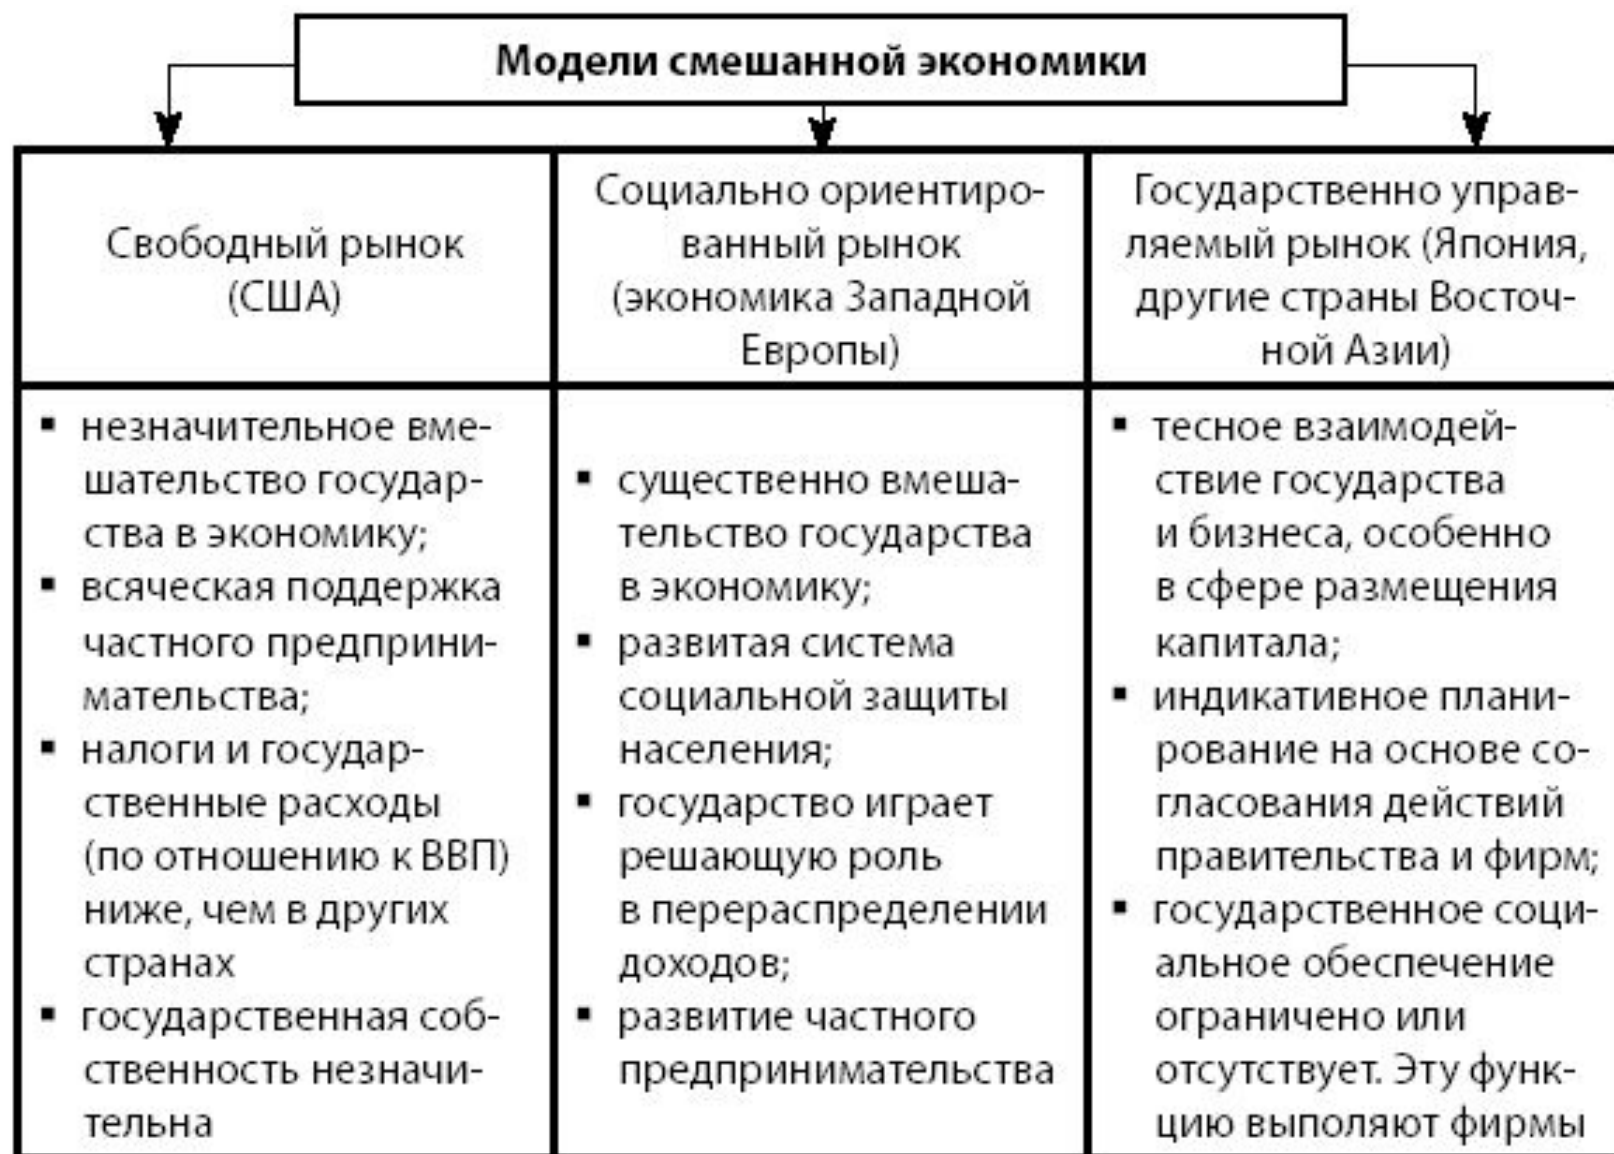 Модели смешанной экономики
Свободный рынок
(США)
Социально ориентиро-
ванный рынок
(экономика Западной
Европы)
Государственно управ-
ляемый рынок (Япония,
другие страны Восточ-
ной Азии)
▪ незначительное вме-
шательство государ-
ства в экономику;
▪ всяческая поддержка
частного предприни-
мательства;
▪ налоги и государ-
ственные расходы
(по отношению к ВВП)
ниже, чем в других
странах
▪ государственная соб-
ственность незначи-
тельна
▪ существенно вмеша-
тельство государства
в экономику;
▪ развитая система
социальной защиты
населения;
▪ государство играет
решающую роль
в перераспределении
доходов;
▪ развитие частного
предпринимательства
▪ тесное взаимодей-
ствие государства
и бизнеса, особенно
в сфере размещения
капитала;
▪ индикативное плани-
рование на основе со-
гласования действий
правительства и фирм;
▪ государственное соци-
альное обеспечение
ограничено или
отсутствует. Эту функ-
цию выполяют фирмы